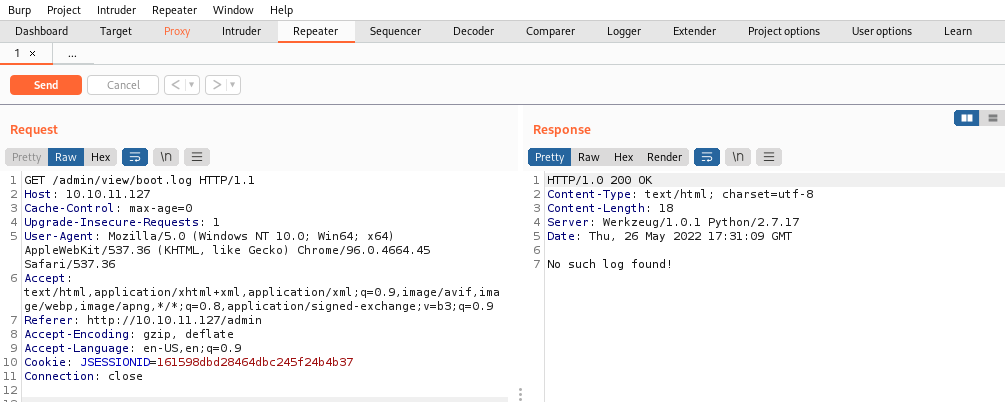 Burp Project Intruder Repeater Window Help
Dashboard Target Proxy Intruder Repeater Sequencer Decoder Comparer Logger Extender Project options User options Learn
1 × ...
Send Cancel < ▼ > ▼
Request
Pretty Raw Hex \n
1 GET /admin/view/boot.log HTTP/1.1
2 Host: 10.10.11.127
3 Cache-Control: max-age=0
4 Upgrade-Insecure-Requests: 1
5 User-Agent: Mozilla/5.0 (Windows NT 10.0; Win64; x64)
AppleWebKit/537.36 (KHTML, like Gecko) Chrome/96.0.4664.45
Safari/537.36
6 Accept:
text/html,application/xhtml+xml,application/xml;q=0.9,image/avif,ima
ge/webp,image/apng,*/*;q=0.8,application/signed-exchange;v=b3;q=0.9
7 Referer: http://10.10.11.127/admin
8 Accept-Encoding: gzip, deflate
9 Accept-Language: en-US,en;q=0.9
10 Cookie: JSESSIONID=161598dbd28464dbc245f24b4b37
11 Connection: close
12
Response
Pretty Raw Hex Render \n
1 HTTP/1.0 200 OK
2 Content-Type: text/html; charset=utf-8
3 Content-Length: 18
4 Server: Werkzeug/1.0.1 Python/2.7.17
5 Date: Thu, 26 May 2022 17:31:09 GMT
6
7 No such log found!